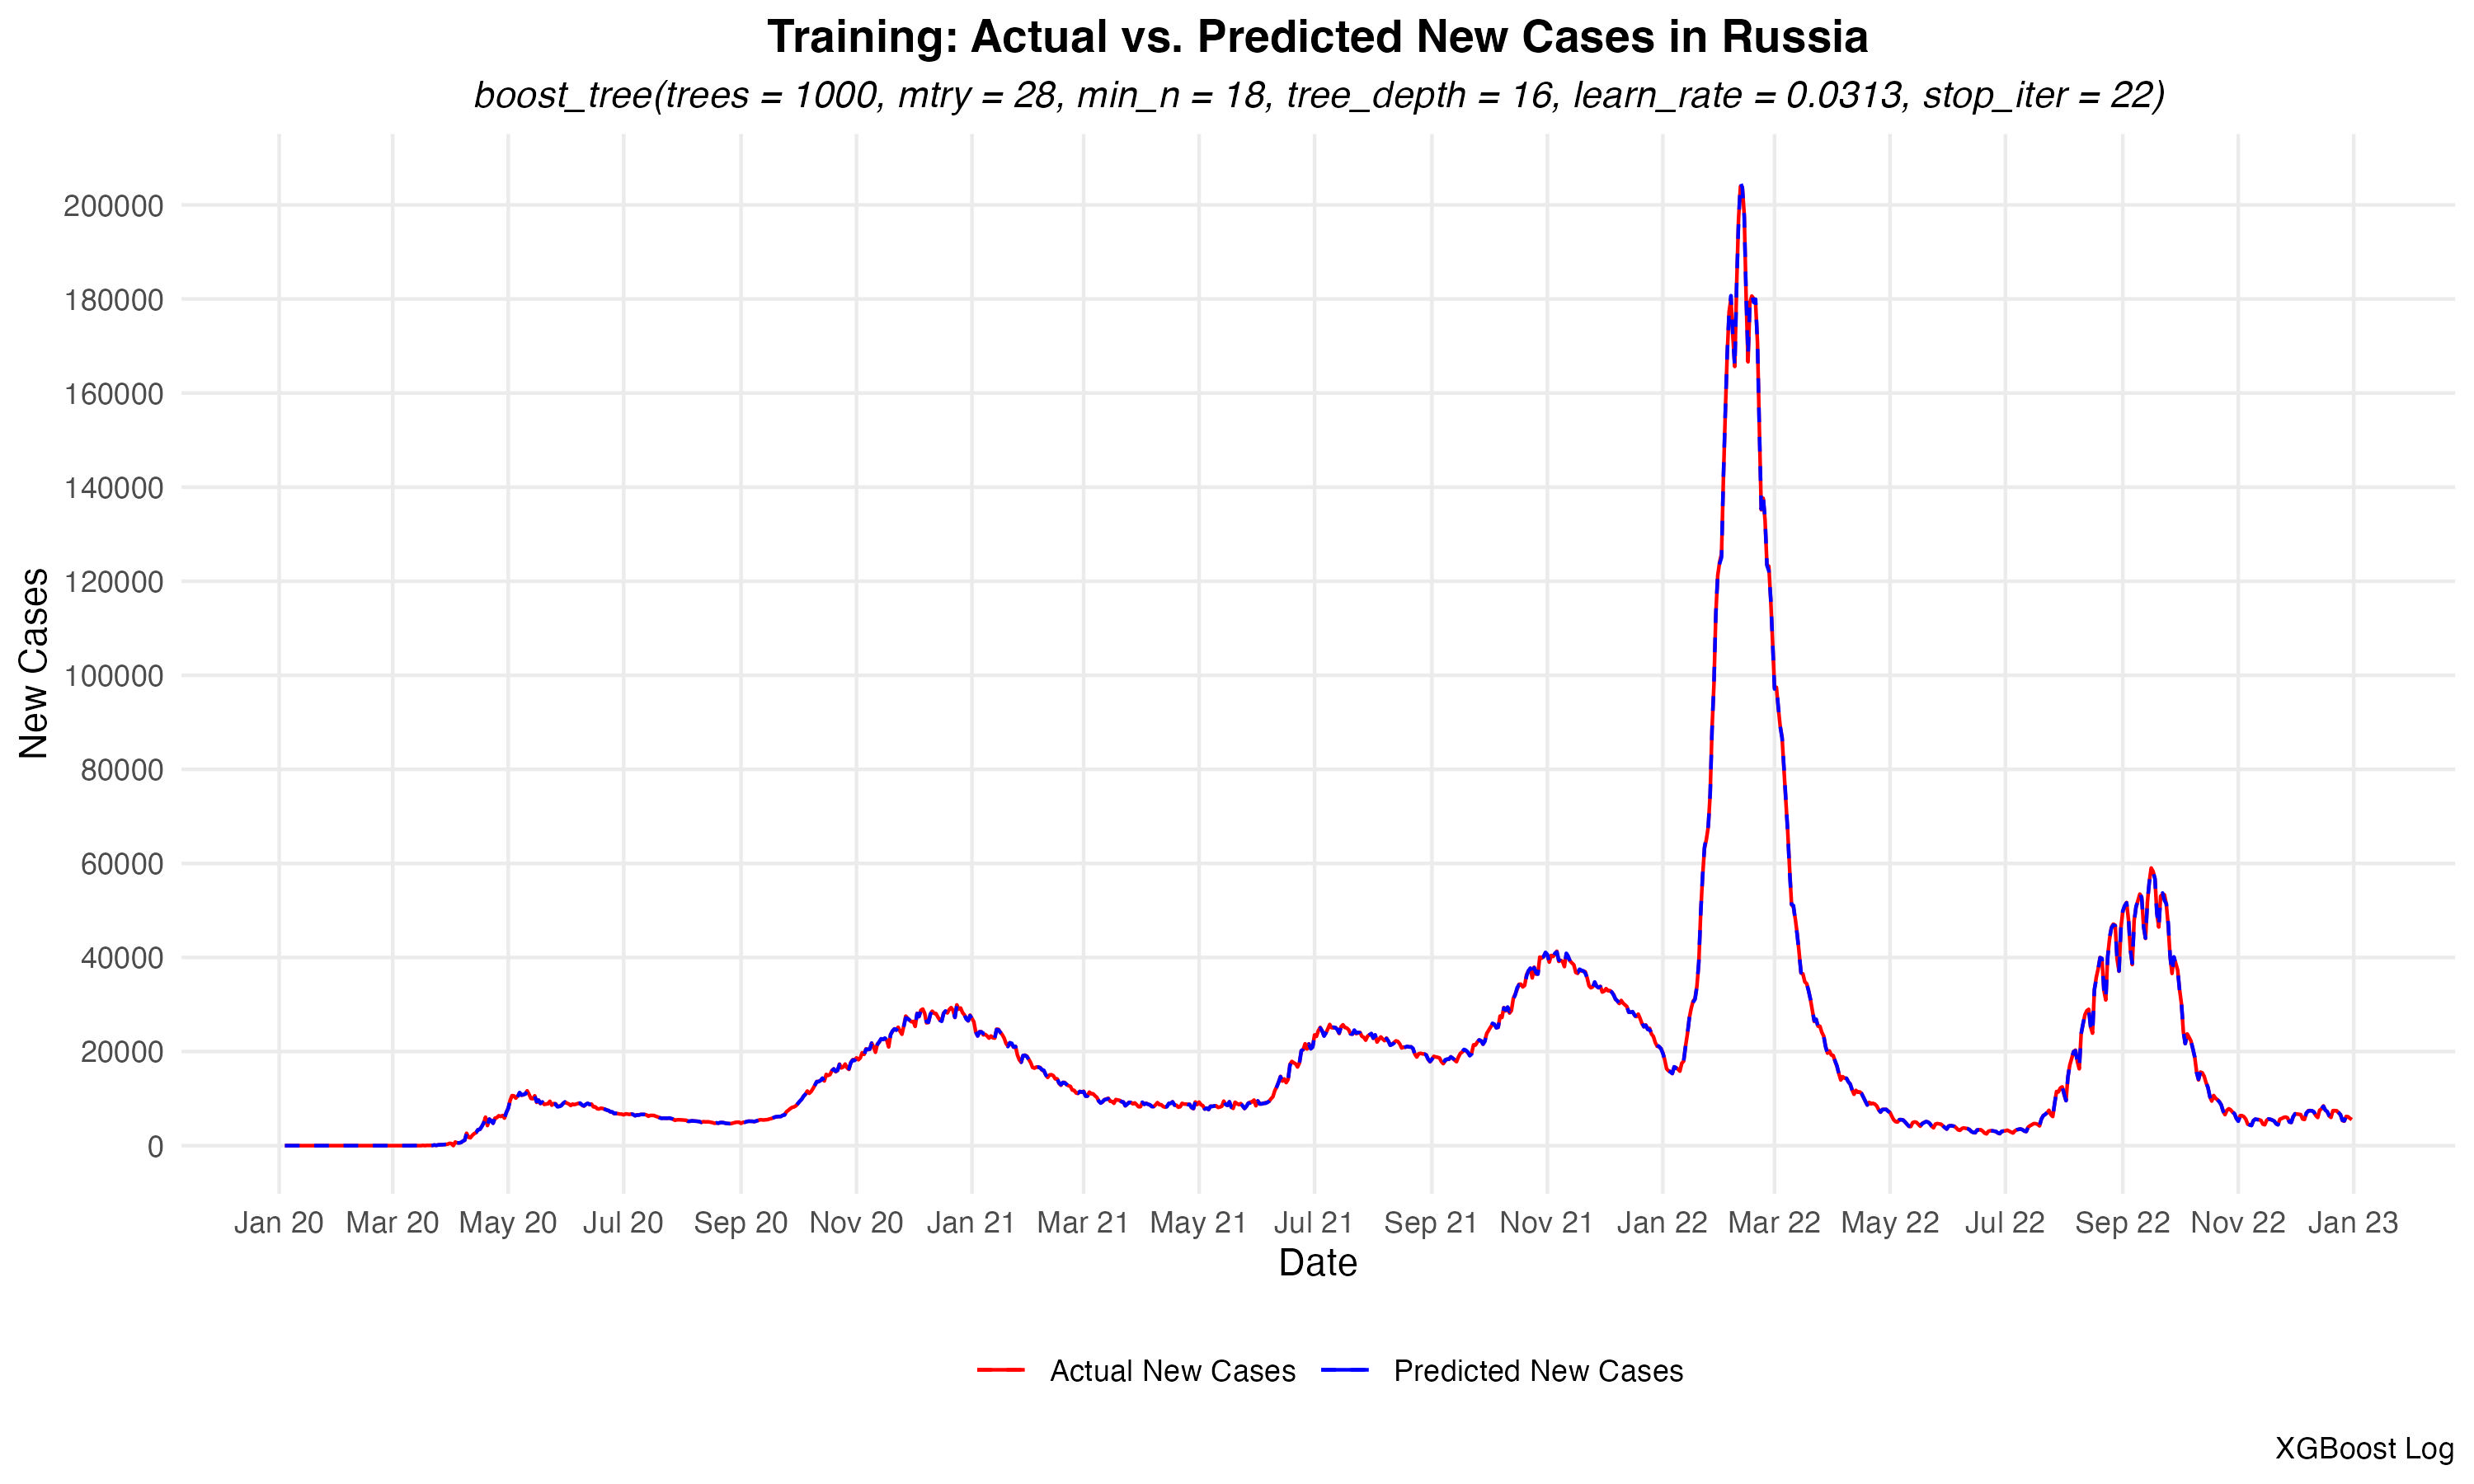 Training: Actual vs. Predicted New Cases in Russia
boost_tree(trees = 1000, mtry = 28, min_n = 18, tree_depth = 16, learn_rate = 0.0313, stop_iter = 22)
New Cases
200000
180000
160000
140000
120000
100000
80000
60000
40000
20000
0
Jan 20 Mar 20 May 20 Jul 20 Sep 20 Nov 20 Jan 21 Mar 21 May 21 Jul 21 Sep 21 Nov 21 Jan 22 Mar 22 May 22 Jul 22 Sep 22 Nov 22 Jan 23
Date
Actual New Cases Predicted New Cases
XGBoost Log